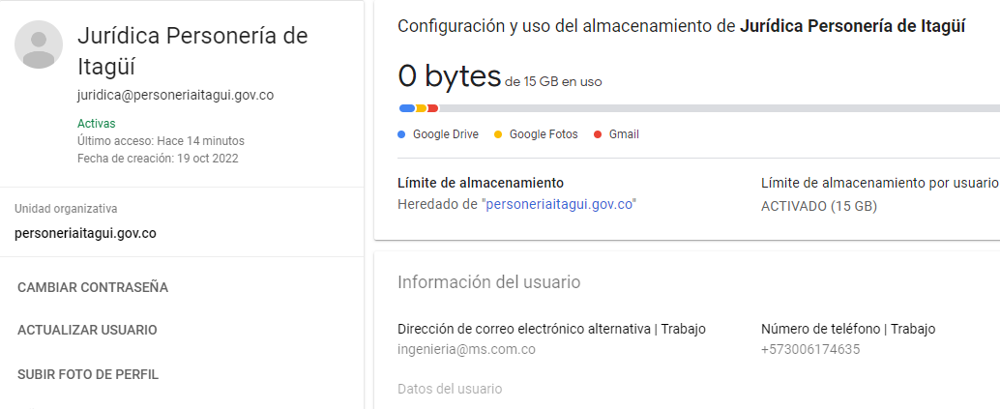 Jurídica Personería de
Itagüí
juridica@personeriaitagui.gov.co
Activas
Último acceso: Hace 14 minutos
Fecha de creación: 19 oct 2022
Unidad organizativa
personeriaitagui.gov.co
CAMBIAR CONTRASEÑA
ACTUALIZAR USUARIO
SUBIR FOTO DE PERFIL
Configuración y uso del almacenamiento de Jurídica Personería de Itagüí
0 bytes de 15 GB en uso
Google Drive Google Fotos Gmail
Límite de almacenamiento
Heredado de "personeriaitagui.gov.co"
Límite de almacenamiento por usuario
ACTIVADO (15 GB)
Información del usuario
Dirección de correo electrónico alternativa | Trabajo
ingenieria@ms.com.co
Número de teléfono | Trabajo
+573006174635
Datos del usuario